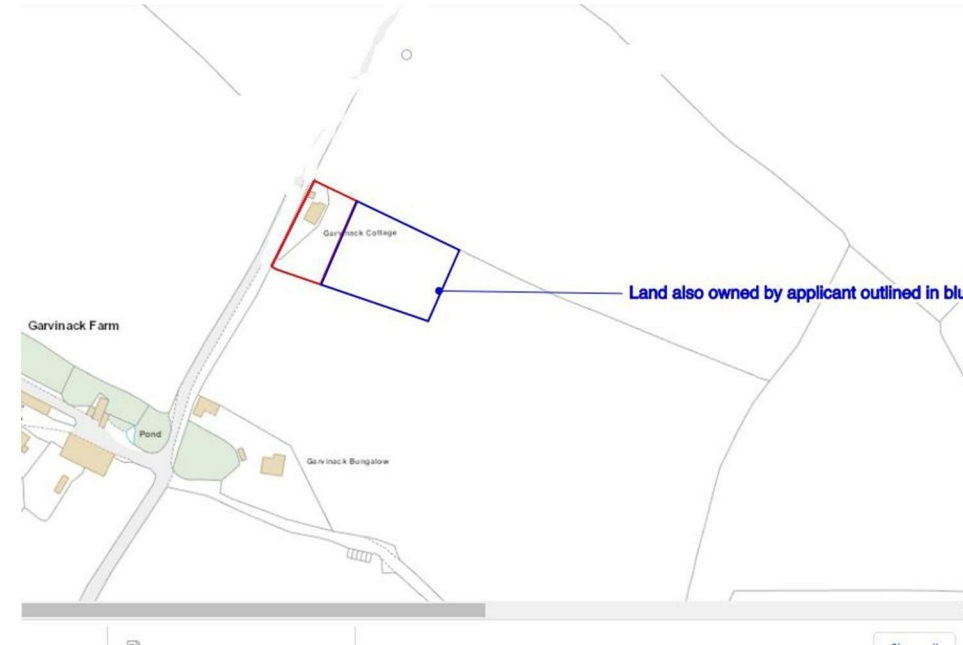 Garvinack Cottage
Land also owned by applicant outlined in blu
Garvinack Farm
Pond
Garvinack Bungalow